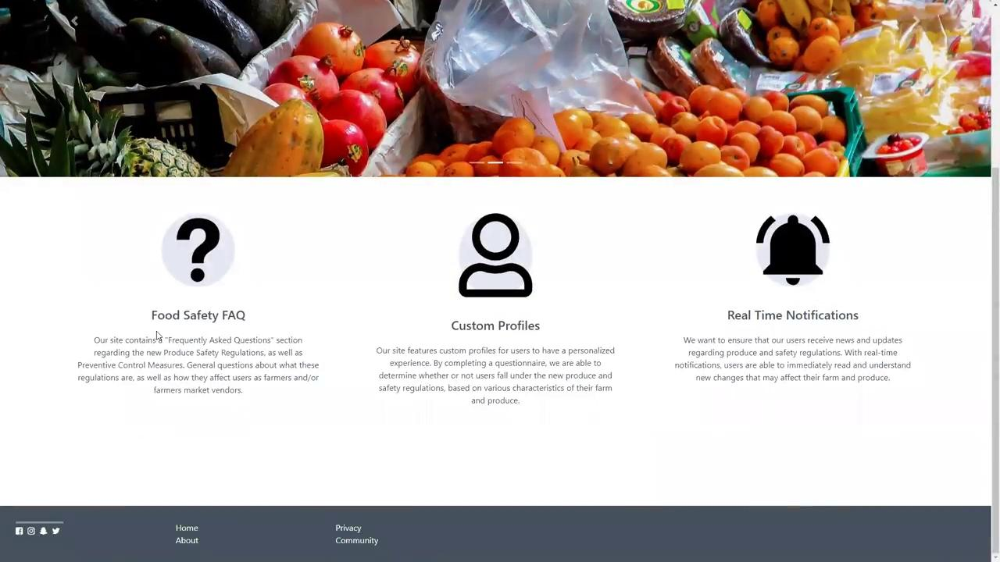 Food Safety FAQ
Our site contains a "Frequently Asked Questions" section
regarding the new Produce Safety Regulations, as well as
Preventive Control Measures. General questions about what these
regulations are, as well as how they affect users as farmers and/or
farmers market vendors.
Custom Profiles
Our site features custom profiles for users to have a personalized
experience. By completing a questionnaire, we are able to
determine whether or not users fall under the new produce and
safety regulations, based on various characteristics of their farm
and produce.
Real Time Notifications
We want to ensure that our users receive news and updates
regarding produce and safety regulations. With real-time
notifications, users are able to immediately read and understand
new changes that may affect their farm and produce.
Home
About
Privacy
Community